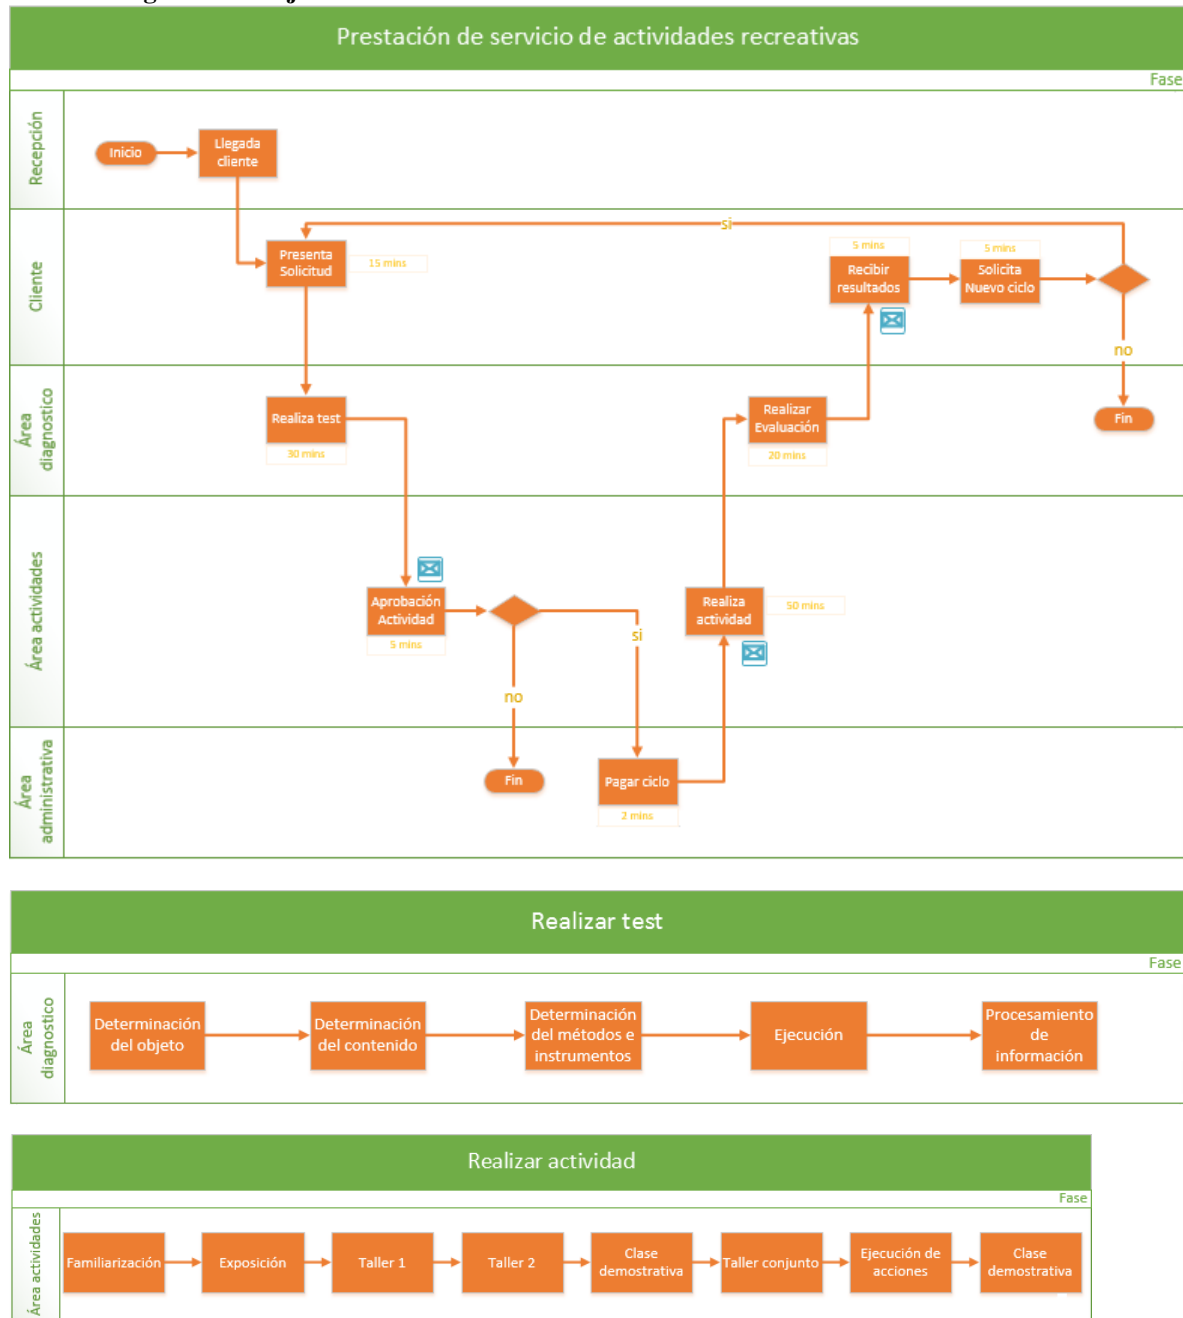 Prestación de servicio de actividades recreativas
Fase
Recepción
Inicio
Llegada
cliente
Cliente
si
Presenta
Solicitud
15 mins
5 mins
Recibir
resultados
5 mins
Solicita
Nuevo ciclo
no
Área
diagnostico
Realiza test
30 mins
Realizar
Evaluación
20 mins
Fin
Área actividades
Aprobación
Actividad
5 mins
si
no
Realiza
actividad
50 mins
Área
administrativa
Fin
Pagar ciclo
2 mins
Realizar test
Fase
Área
diagnostico
Determinación
del objeto
Determinación
del contenido
Determinación
del métodos e
instrumentos
Ejecución
Procesamiento
de
información
Realizar actividad
Fase
Área actividades
Familiarización
Exposición
Taller 1
Taller 2
Clase
demostrativa
Taller conjunto
Ejecución de
acciones
Clase
demostrativa